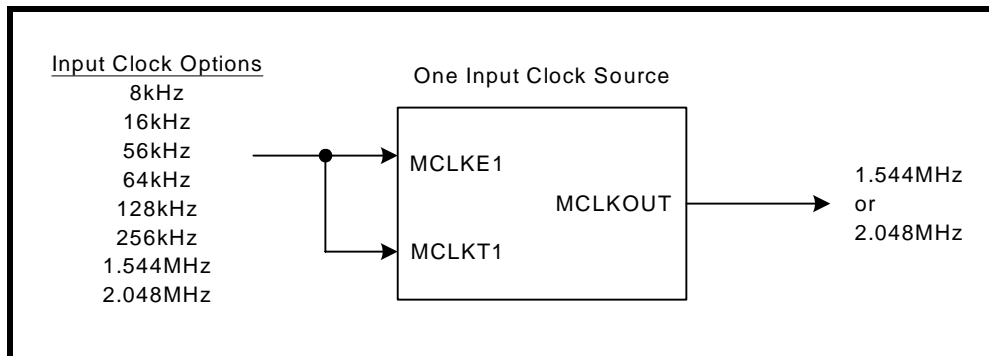 Input Clock Options
8kHz
16kHz
56kHz
64kHz
128kHz
256kHz
1.544MHz
2.048MHz
One Input Clock Source
MCLKE1
MCLKT1
MCLKOUT
1.544MHz
or
2.048MHz